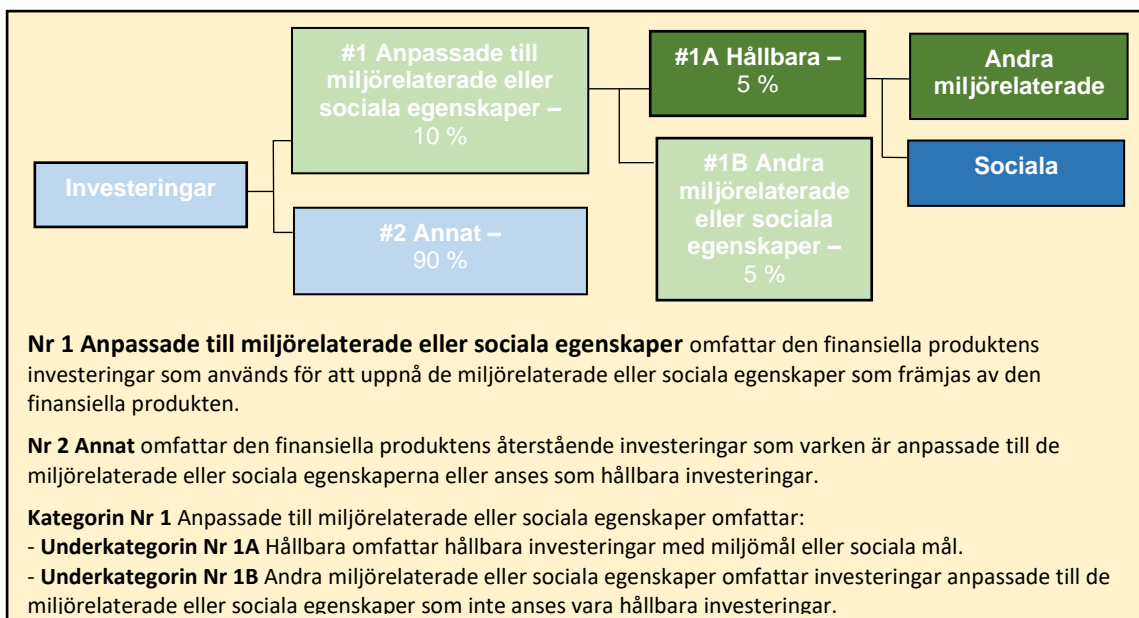 Investeringar
#1 Anpassade till
miljörelaterade eller
sociala egenskaper –
10 %
#2 Annat –
90 %
#1A Hållbara –
5 %
#1B Andra
miljörelaterade
eller sociala
egenskaper –
5 %
Andra
miljörelaterade
Sociala
Nr 1 Anpassade till miljörelaterade eller sociala egenskaper omfattar den finansiella produktens
investeringar som används för att uppnå de miljörelaterade eller sociala egenskaper som främjas av den
finansiella produkten.
Nr 2 Annat omfattar den finansiella produktens återstående investeringar som varken är anpassade till de
miljörelaterade eller sociala egenskaperna eller anses som hållbara investeringar.
Kategorin Nr 1 Anpassade till miljörelaterade eller sociala egenskaper omfattar:
- Underkategorin Nr 1A Hållbara omfattar hållbara investeringar med miljömål eller sociala mål.
- Underkategorin Nr 1B Andra miljörelaterade eller sociala egenskaper omfattar investeringar anpassade till de
miljörelaterade eller sociala egenskaper som inte anses vara hållbara investeringar.